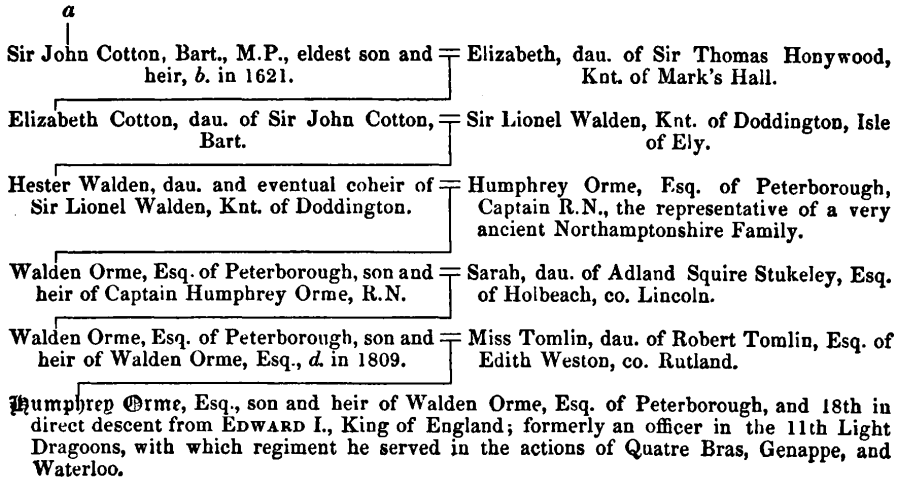 a
Sir John Cotton, Bart., M.P., eldest son and
heir, b. in 1621.
Elizabeth, dau. of Sir Thomas Honywood,
Knt. of Mark's Hall.
Elizabeth Cotton, dau. of Sir John Cotton,
Bart.
Sir Lionel Walden, Knt. of Doddington, Isle
of Ely.
Hester Walden, dau. and eventual coheir of
Sir Lionel Walden, Knt. of Doddington.
Humphrey Orme, Esq. of Peterborough,
Captain R.N., the representative of a very
ancient Northamptonshire Family.
Walden Orme, Esq. of Peterborough, son and
heir of Captain Humphrey Orme, R.N.
Sarah, dau. of Adland Squire Stukeley, Esq.
of Holbeach, co. Lincoln.
Walden Orme, Esq. of Peterborough, son and
heir of Walden Orme, Esq., d. in 1809.
Miss Tomlin, dau. of Robert Tomlin, Esq. of
Edith Weston, co. Rutland.
Humphrey Orme, Esq., son and heir of Walden Orme, Esq. of Peterborough, and 18th in
direct descent from EDWARD I., King of England; formerly an officer in the 11th Light
Dragoons, with which regiment he served in the actions of Quatre Bras, Genappe, and
Waterloo.